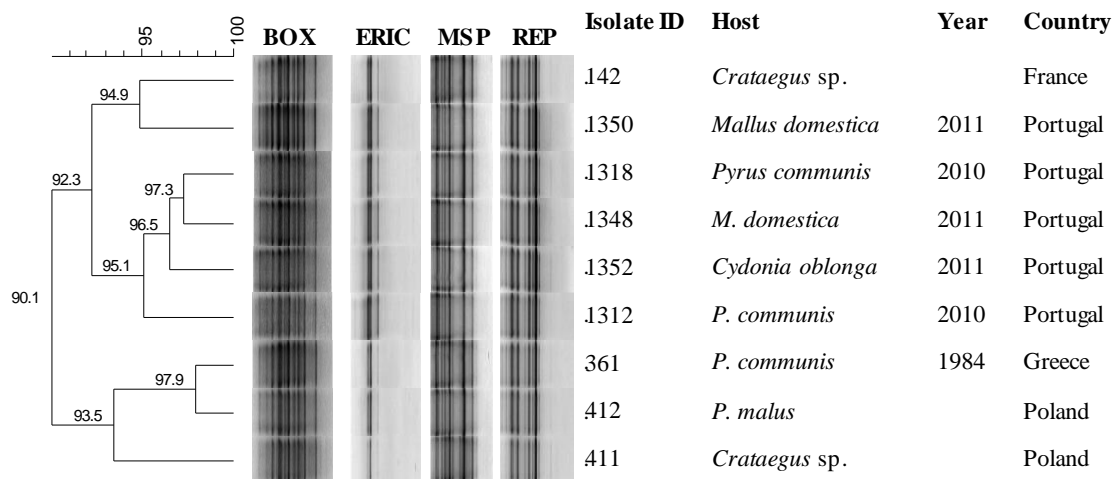 95 100
BOX ERIC MSP REP Isolate ID Host Year Country
.142 Crataegus sp. France
94.9
.1350 Mallus domestica 2011 Portugal
.1318 Pyrus communis 2010 Portugal
92.3
97.3
.1348 M. domestica 2011 Portugal
96.5
95.1
.1352 Cydonia oblonga 2011 Portugal
90.1
.1312 P. communis 2010 Portugal
361 P. communis 1984 Greece
97.9
.412 P. malus Poland
93.5
.411 Crataegus sp. Poland